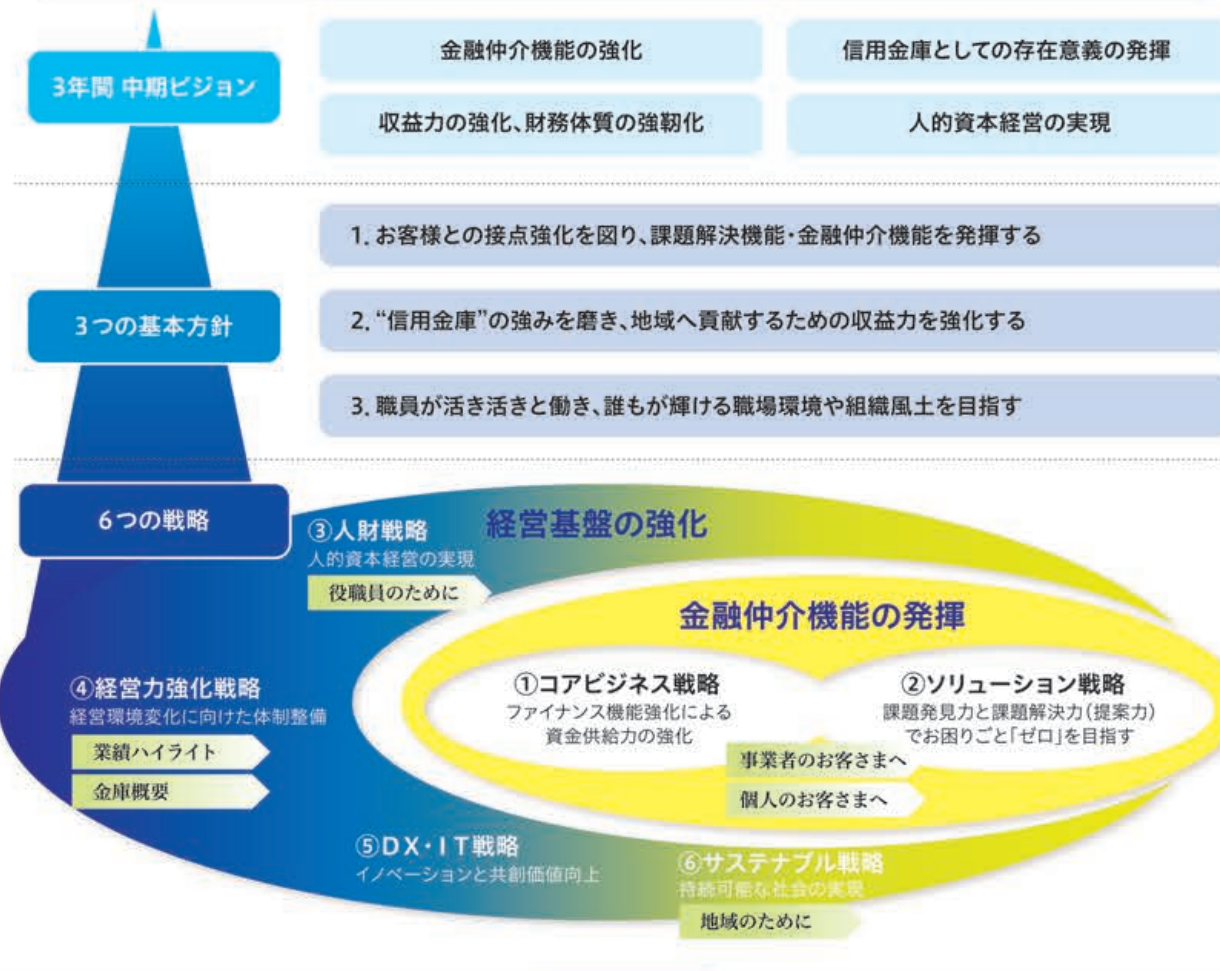 3年間 中期ビジョン
金融仲介機能の強化
信用金庫としての存在意義の発揮
収益力の強化、財務体質の強靭化
人的資本経営の実現
3つの基本方針
1. お客様との接点強化を図り、課題解決機能・金融仲介機能を発揮する
2. “信用金庫”の強みを磨き、地域へ貢献するための収益力を強化する
3. 職員が活き活きと働き、誰もが輝ける職場環境や組織風土を目指す
6つの戦略
経営基盤の強化
③人財戦略
人的資本経営の実現
役職員のために
金融仲介機能の発揮
①コアビジネス戦略
ファイナンス機能強化による
資金供給力の強化
②ソリューション戦略
課題発見力と課題解決力(提案力)
でお困りごと「ゼロ」を目指す
事業者のお客さまへ
個人のお客さまへ
④経営力強化戦略
経営環境変化に向けた体制整備
業績ハイライト
金庫概要
⑤DX・IT戦略
イノベーションと共創価値向上
⑥サステナブル戦略
持続可能な社会の実現
地域のために